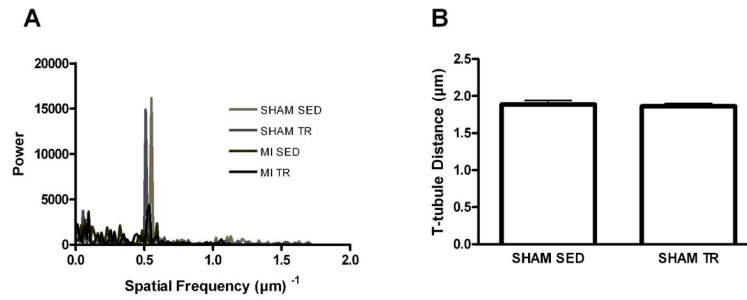 A
20000
15000
10000
5000
0
Power
0.0 0.5 1.0 1.5 2.0
Spatial Frequency (µm) -1
SHAM SED
SHAM TR
MI SED
MI TR
B
2.5
2.0
1.5
1.0
0.5
0.0
T-tubule Distance (µm)
SHAM SED SHAM TR